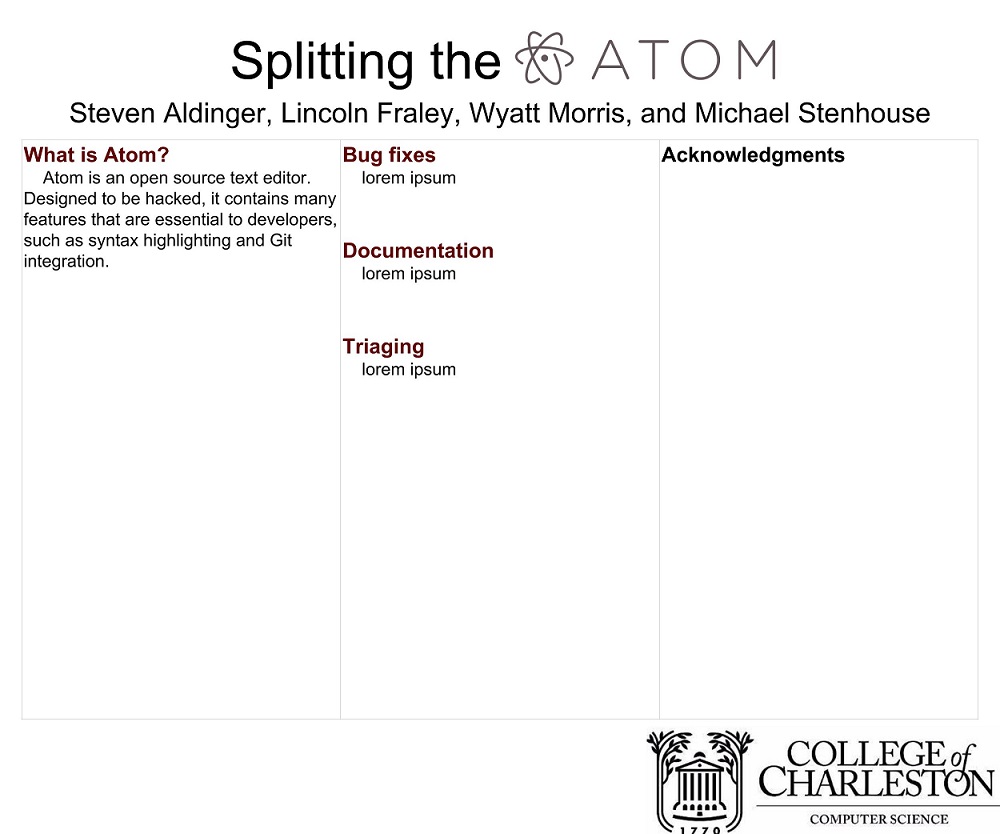 Splitting the ATOM
Steven Aldinger, Lincoln Fraley, Wyatt Morris, and Michael Stenhouse
What is Atom?
Atom is an open source text editor.
Designed to be hacked, it contains many
features that are essential to developers,
such as syntax highlighting and Git
integration.
Bug fixes
lorem ipsum
Documentation
lorem ipsum
Triaging
lorem ipsum
Acknowledgments
COLLEGE of
CHARLESTON
COMPUTER SCIENCE
1770